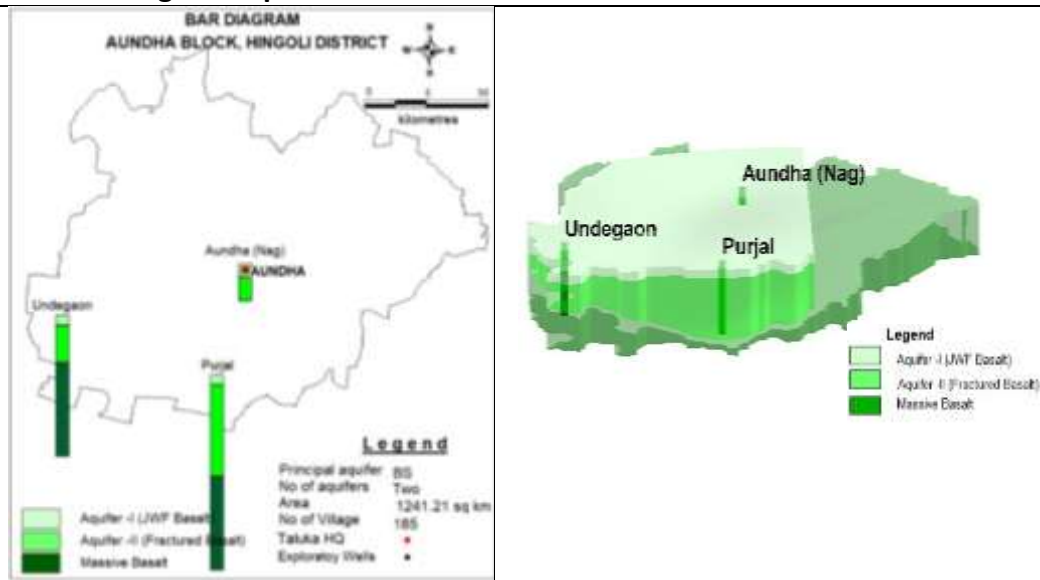 BAR DIAGRAM
AUNDHA BLOCK, HINGOLI DISTRICT
N
W
E
S
kilometres
Aundha (Nag)
AUNDHA
Undegaon
Purjal
Legend
Principal aquifer BS
No of aquifers Two
Area 1241.21 sq km
No of Village 185
Taluka HQ
Exploratoy Wells
Aquifer -I (JWF Basalt)
Aquifer -II (Fractured Basalt)
Massive Basalt
Aundha (Nag)
Undegaon
Purjal
Legend
Aquifer -I (JWF Basalt)
Aquifer -II (Fractured Basalt)
Massive Basalt